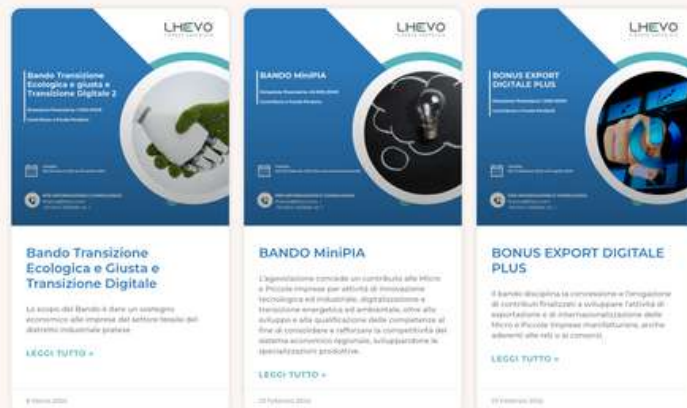 LHEVO
Bando Transizione
Ecologica e giusta e
Transizione Digitale 2
Bando Transizione
Ecologica e Giusta e
Transizione Digitale
Lo scopo del Bando è dare un sostegno
economico alle imprese del settore tessile del
distretto industriale pratese
LEGGI TUTTO »
LHEVO
BANDO MiniPIA
BANDO MiniPIA
L'agevolazione concede un contributo alle Micro
e Piccole Imprese per attività di innovazione
tecnologica ed industriale, digitalizzazione e
transizione energetica ed ambientale, oltre allo
sviluppo e alla qualificazione delle competenze al
fine di consolidare e rafforzare la competitività del
sistema economico regionale, sviluppandone le
specializzazioni produttive.
LEGGI TUTTO »
LHEVO
BONUS EXPORT
DIGITALE PLUS
BONUS EXPORT DIGITALE
PLUS
Il bando disciplina la concessione e l'erogazione
di contributi finalizzati a sviluppare l'attività di
esportazione e di internazionalizzazione delle
Micro e Piccole Imprese manifatturiere, anche
aderenti alle reti o ai consorzi.
LEGGI TUTTO »